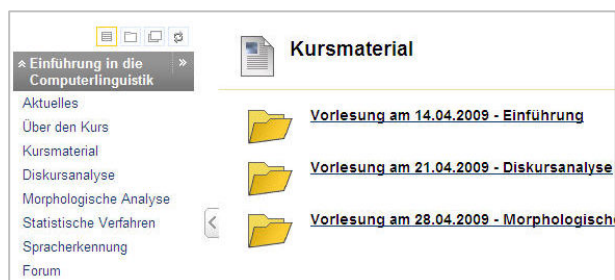 Einführung in die
Computerlinguistik
Aktuelles
Über den Kurs
Kursmaterial
Diskursanalyse
Morphologische Analyse
Statistische Verfahren
Spracherkennung
Forum
Kursmaterial
Vorlesung am 14.04.2009 - Einführung
Vorlesung am 21.04.2009 - Diskursanalyse
Vorlesung am 28.04.2009 - Morphologische